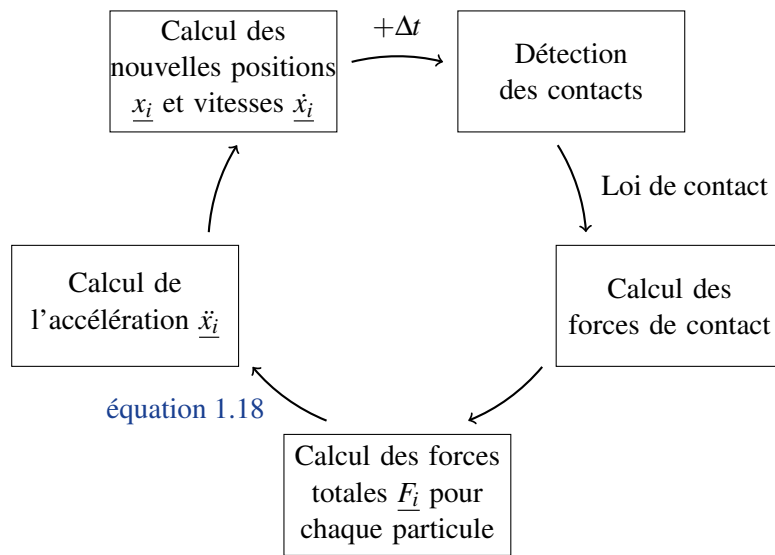 Calcul des
nouvelles positions
x_i et vitesses ẋ_i
+Δt
Détection
des contacts
Loi de contact
Calcul des
forces de contact
Calcul des forces
totales F_i pour
chaque particule
équation 1.18
Calcul de
l'accélération ẍ_i